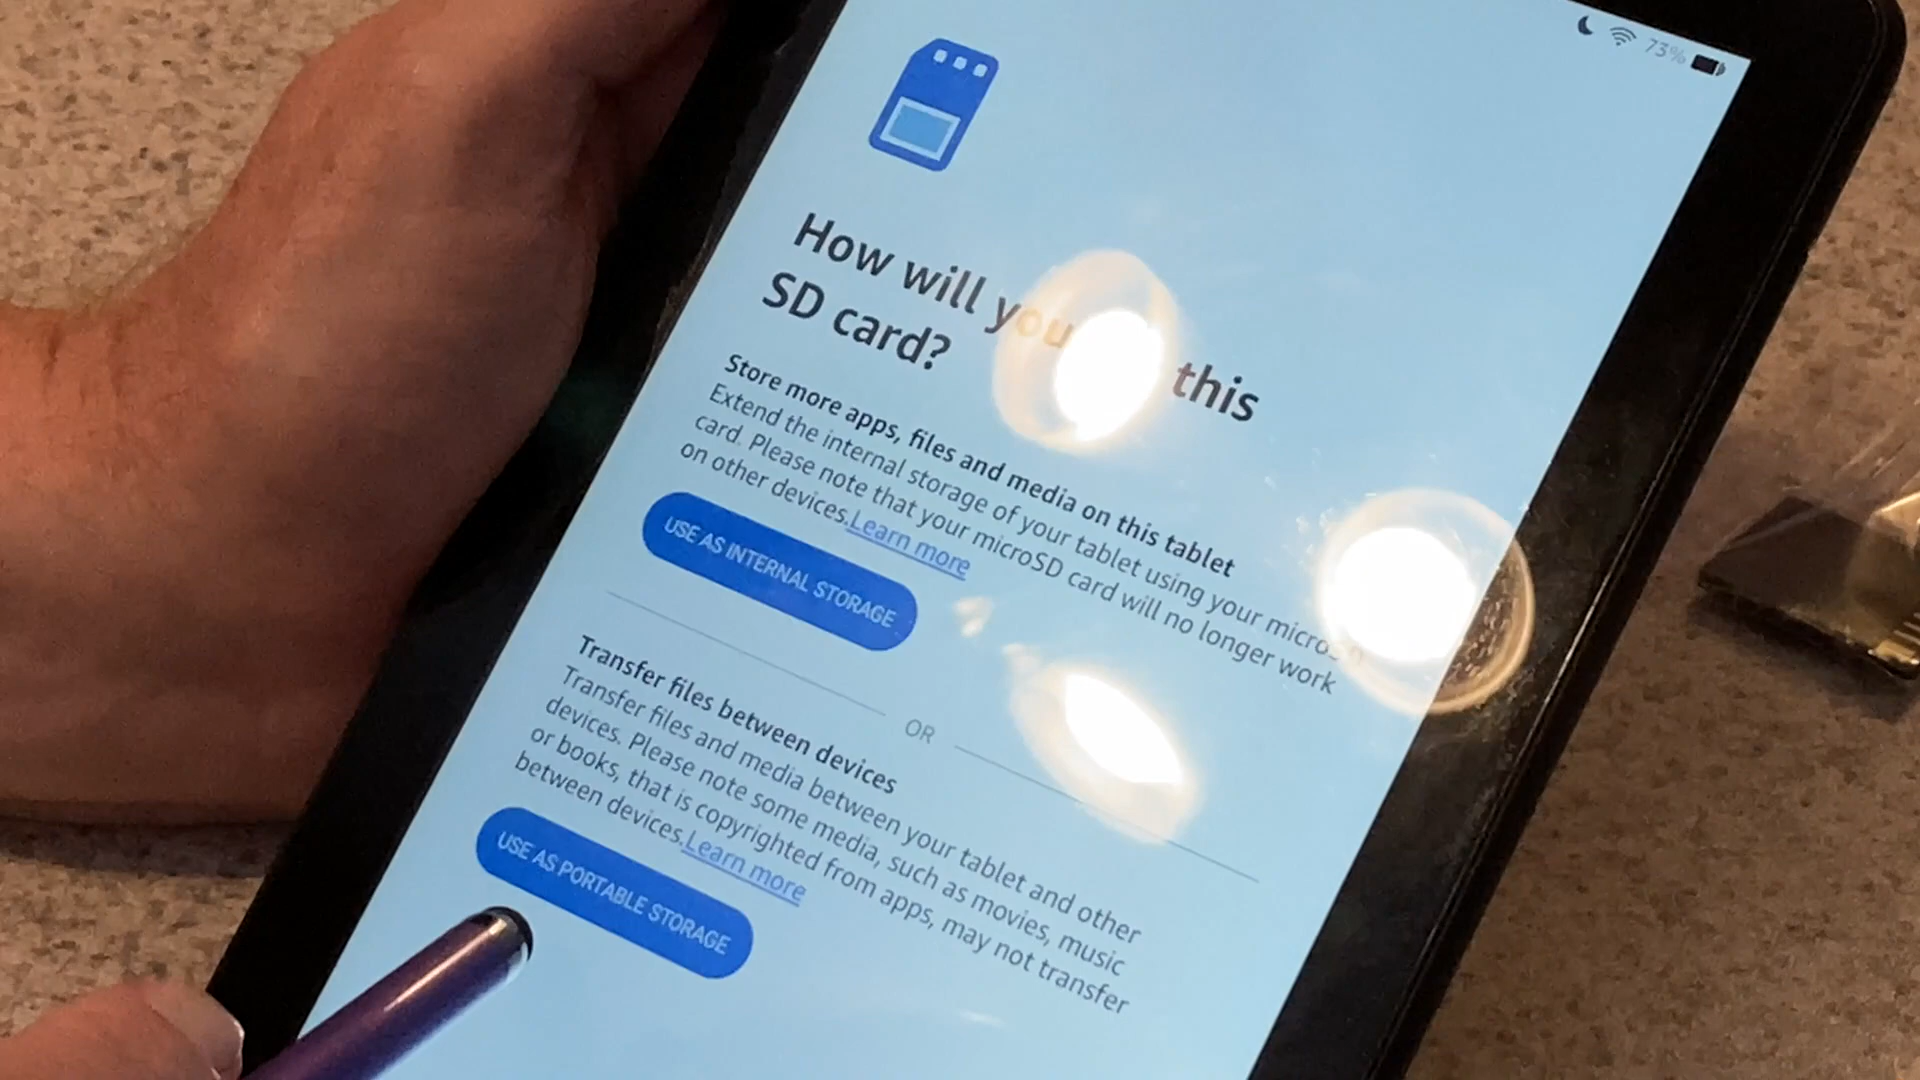 73%
How will you this
SD card?
Store more apps, files and media on this tablet
Extend the internal storage of your tablet using your microSD
card. Please note that your microSD card will no longer work
on other devices.Learn more
USE AS INTERNAL STORAGE
OR
Transfer files between devices
Transfer files and media between your tablet and other
devices. Please note some media, such as movies, music
or books, that is copyrighted from apps, may not transfer
between devices.Learn more
USE AS PORTABLE STORAGE